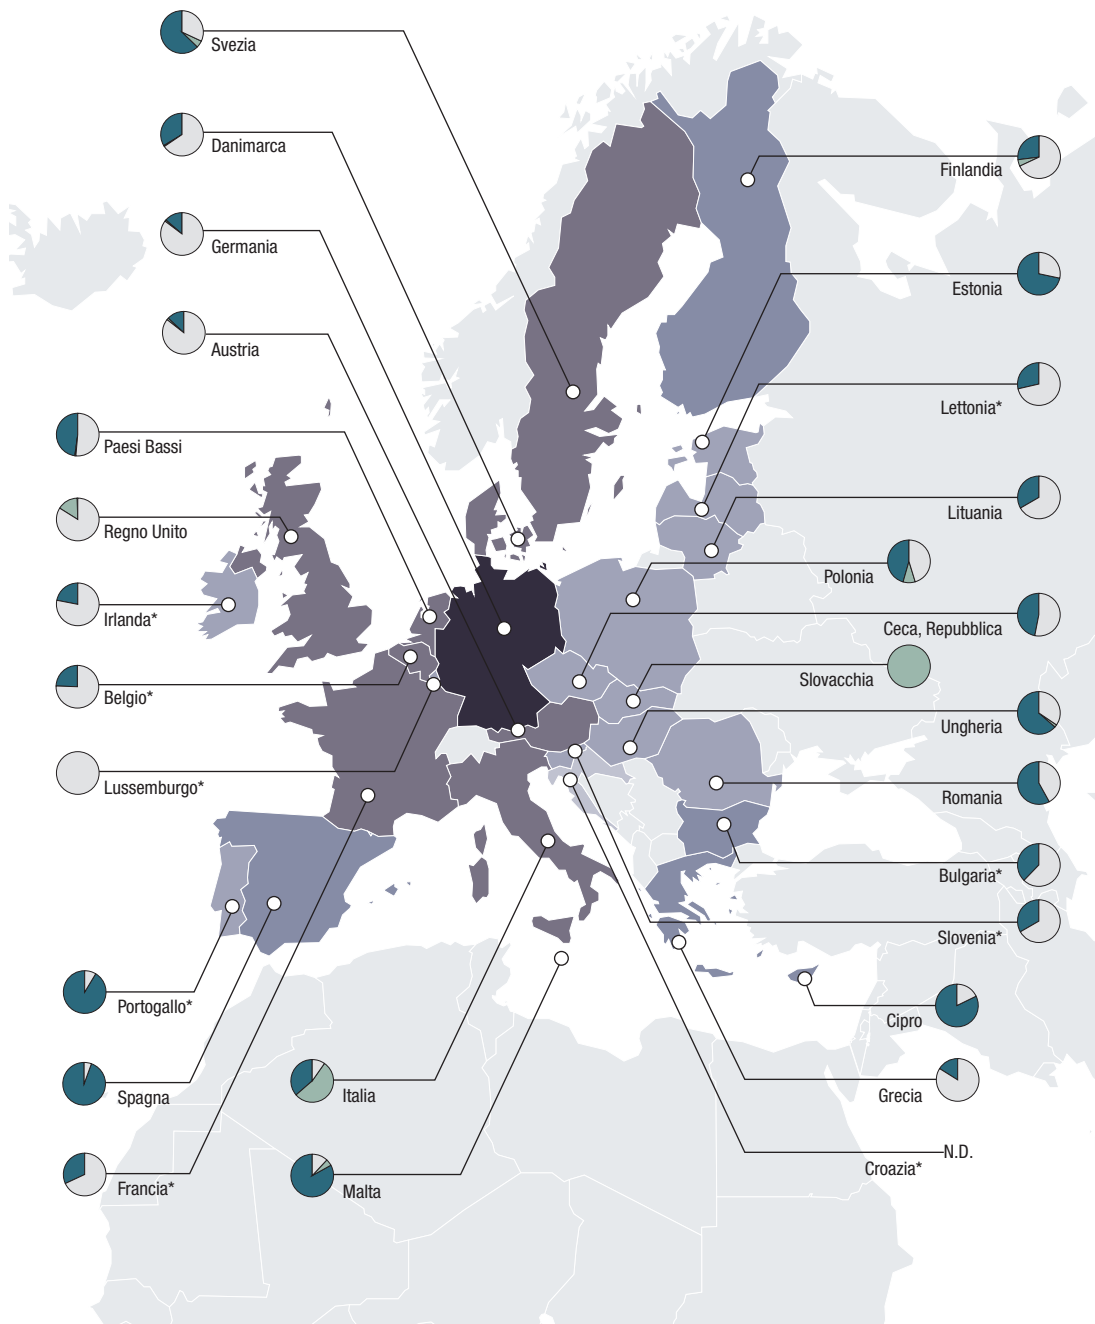 Svezia
Danimarca
Germania
Austria
Paesi Bassi
Regno Unito
Irlanda*
Belgio*
Lussemburgo*
Portogallo*
Spagna
Francia*
Italia
Malta
Finlandia
Estonia
Lettonia*
Lituania
Polonia
Ceca, Repubblica
Slovacchia
Ungheria
Romania
Bulgaria*
Slovenia*
Cipro
Grecia
N.D.
Croazia*